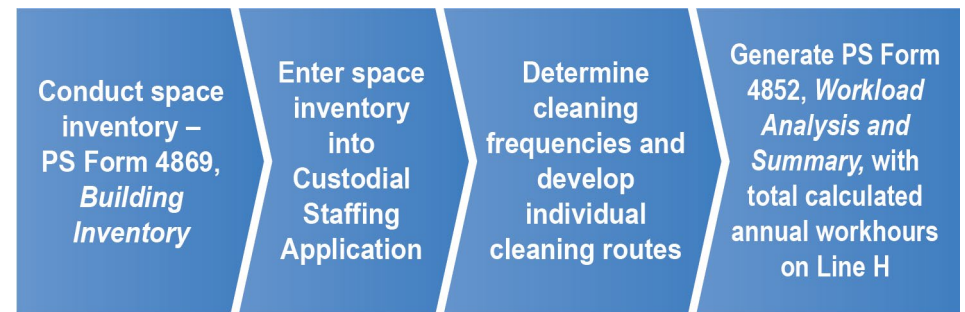 Conduct space
inventory –
PS Form 4869,
Building
Inventory
Enter space
inventory
into
Custodial
Staffing
Application
Determine
cleaning
frequencies and
develop
individual
cleaning routes
Generate PS Form
4852, Workload
Analysis and
Summary, with
total calculated
annual workhours
on Line H